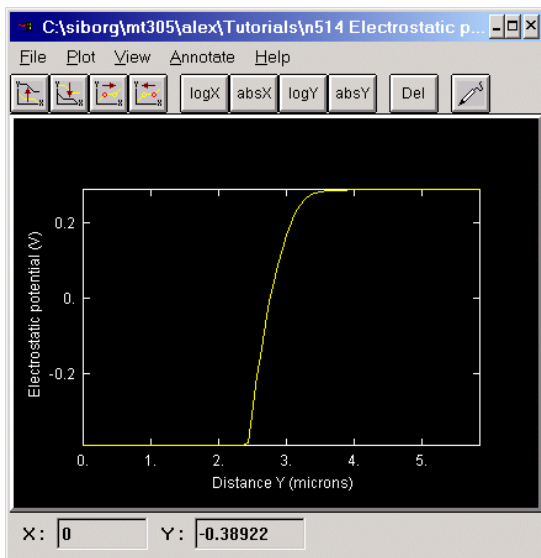 C:\siborg\mt305\alex\Tutorials\n514 Electrostatic p...
File Plot View Annotate Help
Y X Y X Y X Y X logX absX logY absY Del
0.2
0.
-0.2
Electrostatic potential (V)
0. 1. 2. 3. 4. 5.
Distance Y (microns)
X: 0 Y: -0.38922